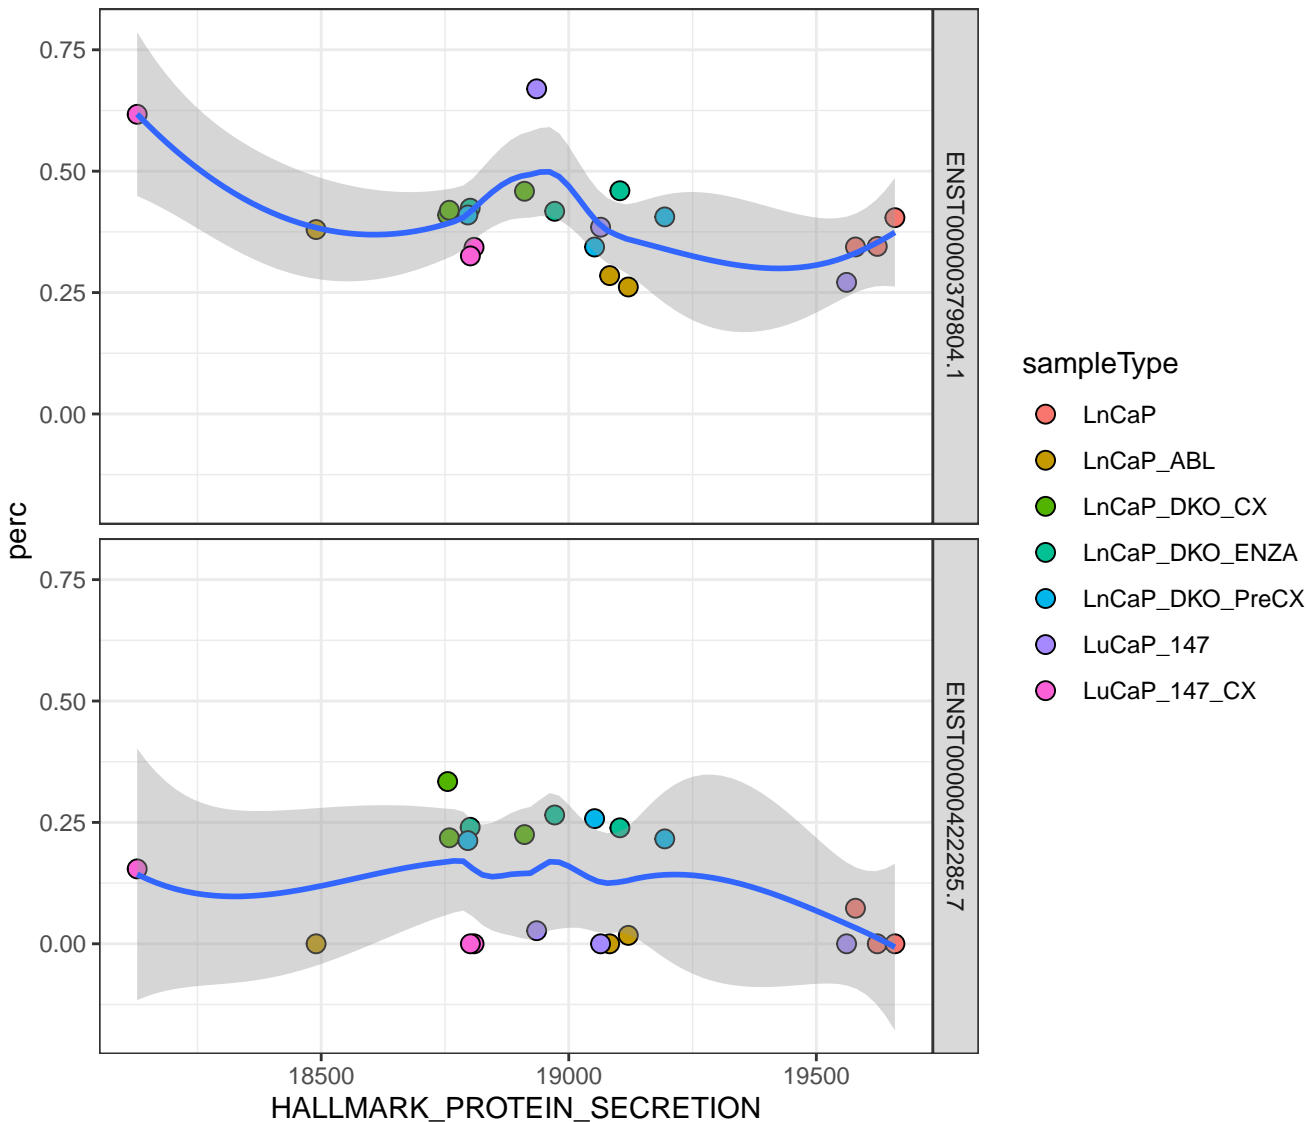 0.75
0.50
0.25
0.00
ENST00000379804.1
perc
0.75
0.50
0.25
0.00
ENST00000422285.7
18500
19000
19500
HALLMARK_PROTEIN_SECRETION
sampleType
LnCaP
LnCaP_ABL
LnCaP_DKO_CX
LnCaP_DKO_ENZA
LnCaP_DKO_PreCX
LuCaP_147
LuCaP_147_CX